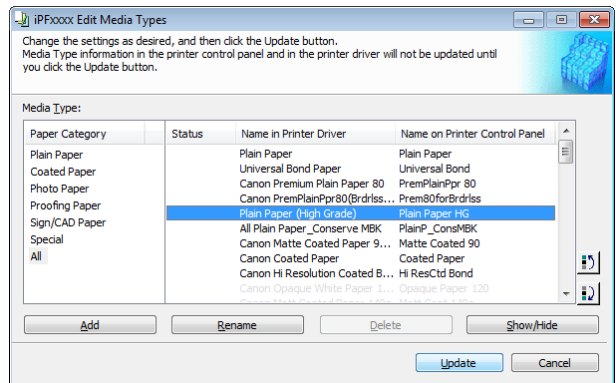 iPFxxxx Edit Media Types
Change the settings as desired, and then click the Update button.
Media Type information in the printer control panel and in the printer driver will not be updated until
you click the Update button.
Media Type:
Paper Category Status Name in Printer Driver Name on Printer Control Panel
Plain Paper Plain Paper Plain Paper
Coated Paper Universal Bond Paper Universal Bond
Photo Paper Canon Premium Plain Paper 80 PremPlainPpr 80
Proofing Paper Canon PremPlainPpr80(Brdrlss... Prem80forBrdrlss
Sign/CAD Paper Plain Paper (High Grade) Plain Paper HG
Special All Plain Paper_Conserve MBK PlainP_ConsMBK
All Canon Matte Coated Paper 9... Matte Coated 90
Canon Coated Paper Coated Paper
Canon Hi Resolution Coated B... Hi ResCtd Bond
Canon Opaque White Paper 1... Opaque Paper 120
Add Rename Delete Show/Hide
Update Cancel